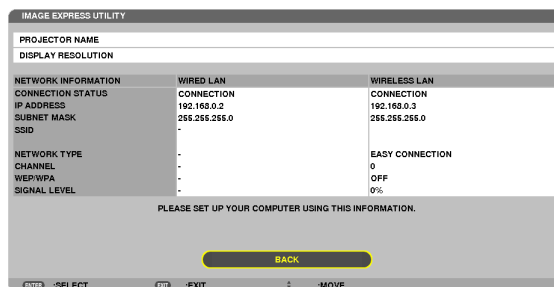 IMAGE EXPRESS UTILITY
PROJECTOR NAME
DISPLAY RESOLUTION
NETWORK INFORMATION WIRED LAN WIRELESS LAN
CONNECTION STATUS CONNECTION CONNECTION
IP ADDRESS 192.168.0.2 192.168.0.3
SUBNET MASK 255.255.255.0 255.255.255.0
SSID -
NETWORK TYPE - EASY CONNECTION
CHANNEL - 0
WEP/WPA - OFF
SIGNAL LEVEL - 0%
PLEASE SET UP YOUR COMPUTER USING THIS INFORMATION.
BACK
ENTER :SELECT EXIT :EXIT :MOVE